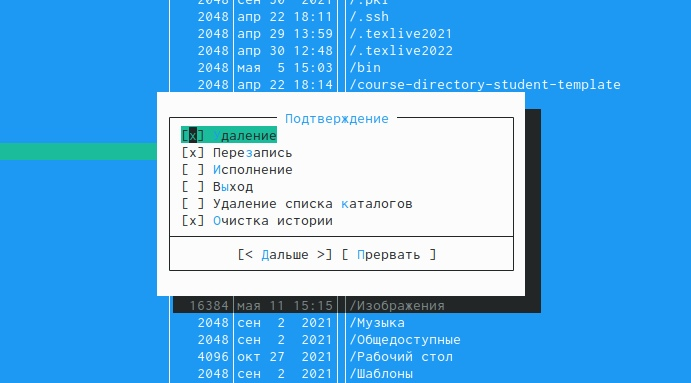 2048 сен 30 2021 /.pki
2048 апр 22 18:11 /.ssh
2048 апр 29 13:59 /.texlive2021
2048 апр 30 12:48 /.texlive2022
2048 мая 5 15:03 /bin
2048 апр 22 18:14 /course-directory-student-template
Подтверждение
[x] Удаление
[x] Перезапись
[ ] Исполнение
[ ] Выход
[ ] Удаление списка каталогов
[x] Очистка истории
[< Дальше >] [ Прервать ]
16384 мая 11 15:15 /Изображения
2048 сен 2 2021 /Музыка
2048 сен 2 2021 /Общедоступные
4096 окт 27 2021 /Рабочий стол
2048 сен 2 2021 /Шаблоны